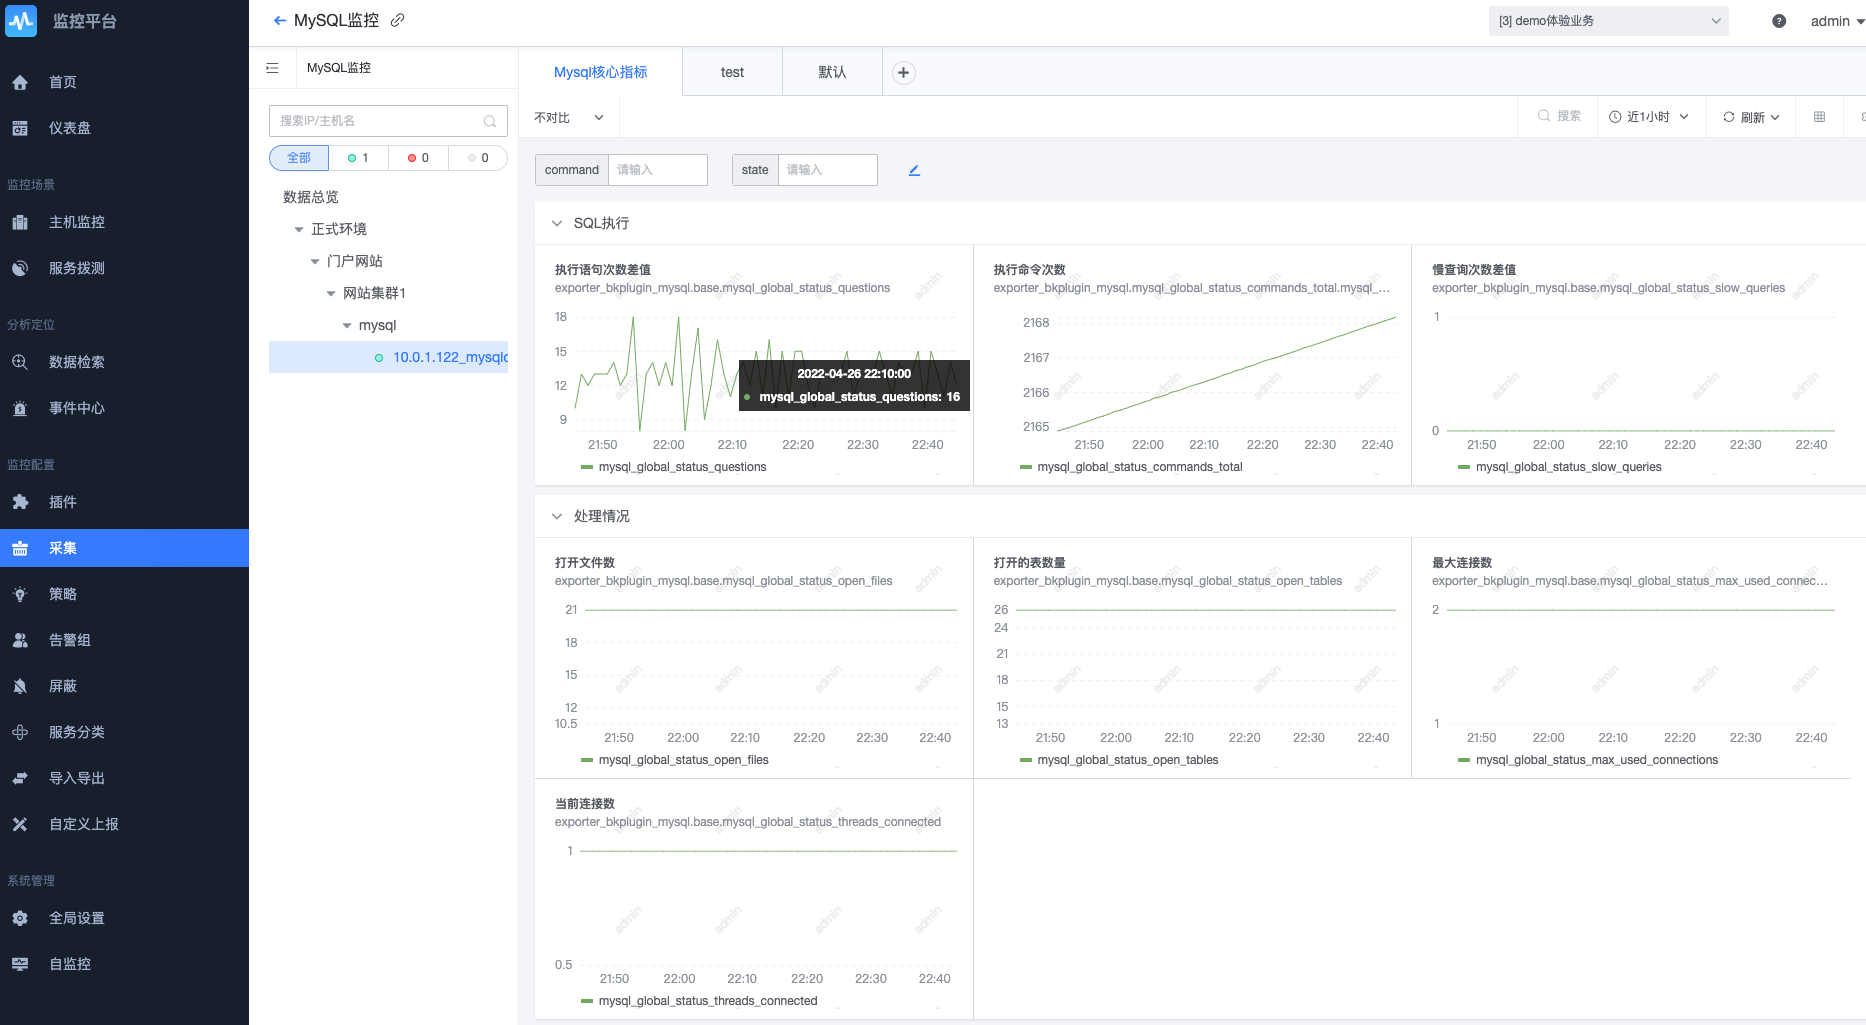 监控平台
MySQL监控
[3] demo体验业务
admin
首页
仪表盘
监控场景
主机监控
服务拨测
分析定位
数据检索
事件中心
监控配置
插件
采集
策略
告警组
屏蔽
服务分类
导入导出
自定义上报
系统管理
全局设置
自监控
MySQL监控
搜索IP/主机名
全部 1 0 0
数据总览
正式环境
门户网站
网站集群1
mysql
10.0.1.122_mysql
Mysql核心指标 test 默认
不对比
搜索 近1小时 刷新
command 请输入 state 请输入
SQL执行
执行语句次数差值
exporter_bkplugin_mysql.base.mysql_global_status_questions
18
15
12
9
21:50 22:00 22:10 22:20 22:30 22:40
mysql_global_status_questions
2022-04-26 22:10:00
mysql_global_status_questions: 16
执行命令次数
exporter_bkplugin_mysql.mysql_global_status_commands_total.mysql_...
2168
2167
2166
2165
21:50 22:00 22:10 22:20 22:30 22:40
mysql_global_status_commands_total
慢查询次数差值
exporter_bkplugin_mysql.base.mysql_global_status_slow_queries
1
0
21:50 22:00 22:10 22:20 22:30 22:40
mysql_global_status_slow_queries
处理情况
打开文件数
exporter_bkplugin_mysql.base.mysql_global_status_open_files
21
18
15
12
10.5
21:50 22:00 22:10 22:20 22:30 22:40
mysql_global_status_open_files
打开的表数量
exporter_bkplugin_mysql.base.mysql_global_status_open_tables
26
24
21
18
15
13
21:50 22:00 22:10 22:20 22:30 22:40
mysql_global_status_open_tables
最大连接数
exporter_bkplugin_mysql.base.mysql_global_status_max_used_connec...
2
1
21:50 22:00 22:10 22:20 22:30 22:40
mysql_global_status_max_used_connections
当前连接数
exporter_bkplugin_mysql.base.mysql_global_status_threads_connected
1
0.5
21:50 22:00 22:10 22:20 22:30 22:40
mysql_global_status_threads_connected